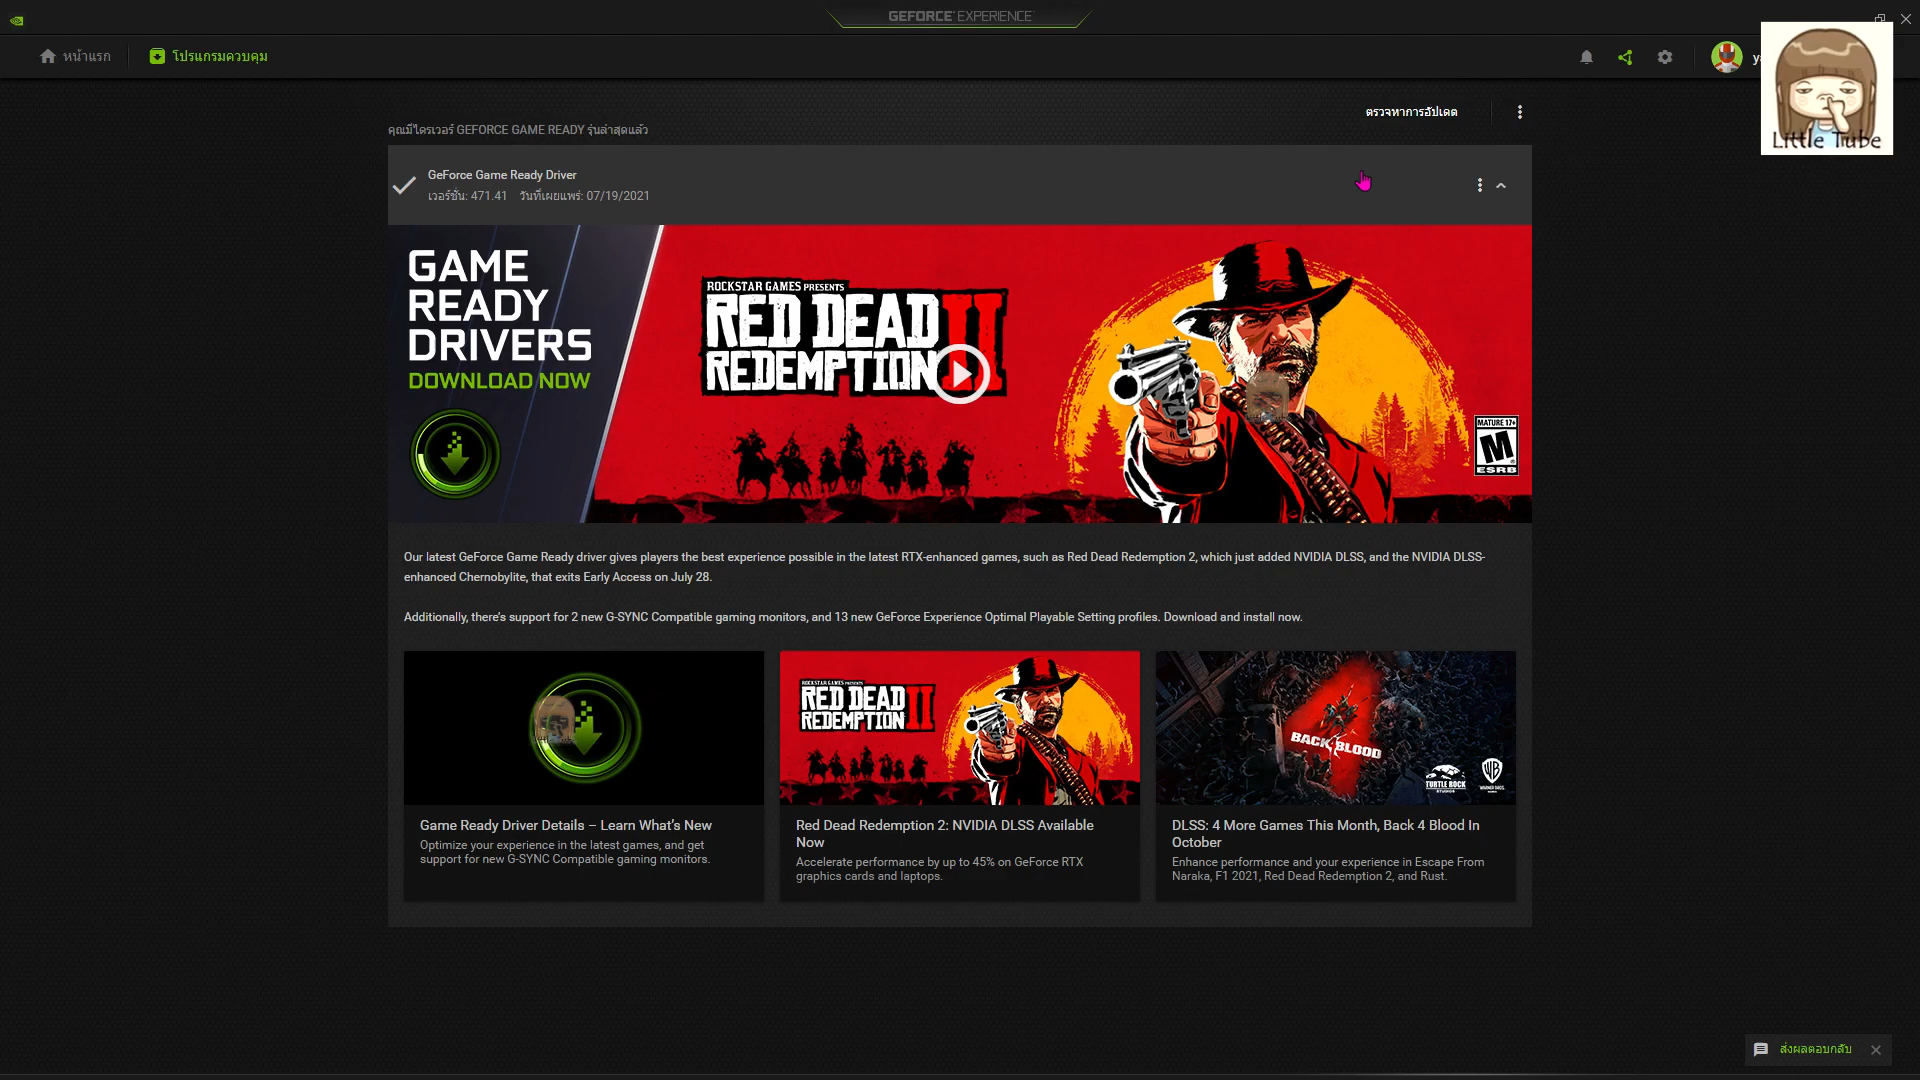 GEFORCE EXPERIENCE
หน้าแรก
โปรแกรมควบคุม
Little Tube
ตรวจหาการอัปเดต
คุณมีไดรเวอร์ GEFORCE GAME READY รุ่นล่าสุดแล้ว
GeForce Game Ready Driver
เวอร์ชั่น: 471.41 วันที่เผยแพร่: 07/19/2021
GAME
READY
DRIVERS
DOWNLOAD NOW
ROCKSTAR GAMES PRESENTS
RED DEAD
REDEMPTION II
MATURE 17+
M
ESRB
Our latest GeForce Game Ready driver gives players the best experience possible in the latest RTX-enhanced games, such as Red Dead Redemption 2, which just added NVIDIA DLSS, and the NVIDIA DLSS-
enhanced Chernobylite, that exits Early Access on July 28.
Additionally, there's support for 2 new G-SYNC Compatible gaming monitors, and 13 new GeForce Experience Optimal Playable Setting profiles. Download and install now.
ROCKSTAR GAMES PRESENTS
RED DEAD
REDEMPTION II
BACK 4 BLOOD
TURTLE ROCK
STUDIOS
WB
WARNER BROS.
Game Ready Driver Details – Learn What's New
Optimize your experience in the latest games, and get
support for new G-SYNC Compatible gaming monitors.
Red Dead Redemption 2: NVIDIA DLSS Available
Now
Accelerate performance by up to 45% on GeForce RTX
graphics cards and laptops.
DLSS: 4 More Games This Month, Back 4 Blood In
October
Enhance performance and your experience in Escape From
Naraka, F1 2021, Red Dead Redemption 2, and Rust.
ส่งผลตอบกลับ